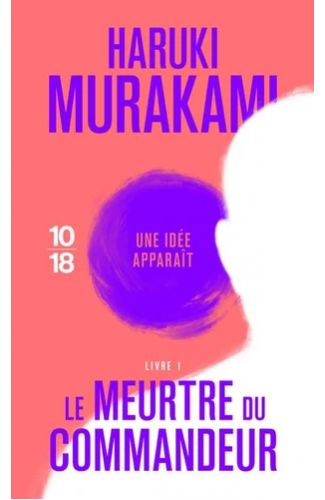 HARUKI
MURAKAMI
10
18
UNE IDÉE
APPARAÎT
LIVRE 1
LE MEURTRE DU
COMMANDEUR